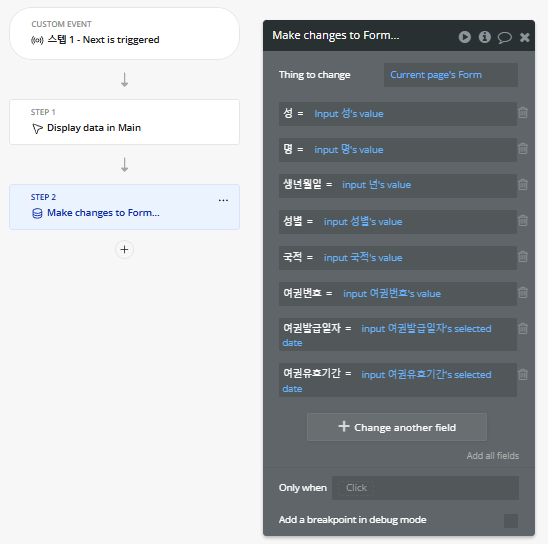 CUSTOM EVENT
스텝 1 - Next is triggered
STEP 1
Display data in Main
STEP 2
Make changes to Form...
...
Make changes to Form...
Thing to change
Current page's Form
성 = Input 성's value
명 = input 명's value
생년월일 = input 년's value
성별 = input 성별's value
국적 = input 국적's value
여권번호 = input 여권번호's value
여권발급일자 = input 여권발급일자's selected
date
여권유효기간 = input 여권유효기간's selected
date
Change another field
Add all fields
Only when
Click
Add a breakpoint in debug mode